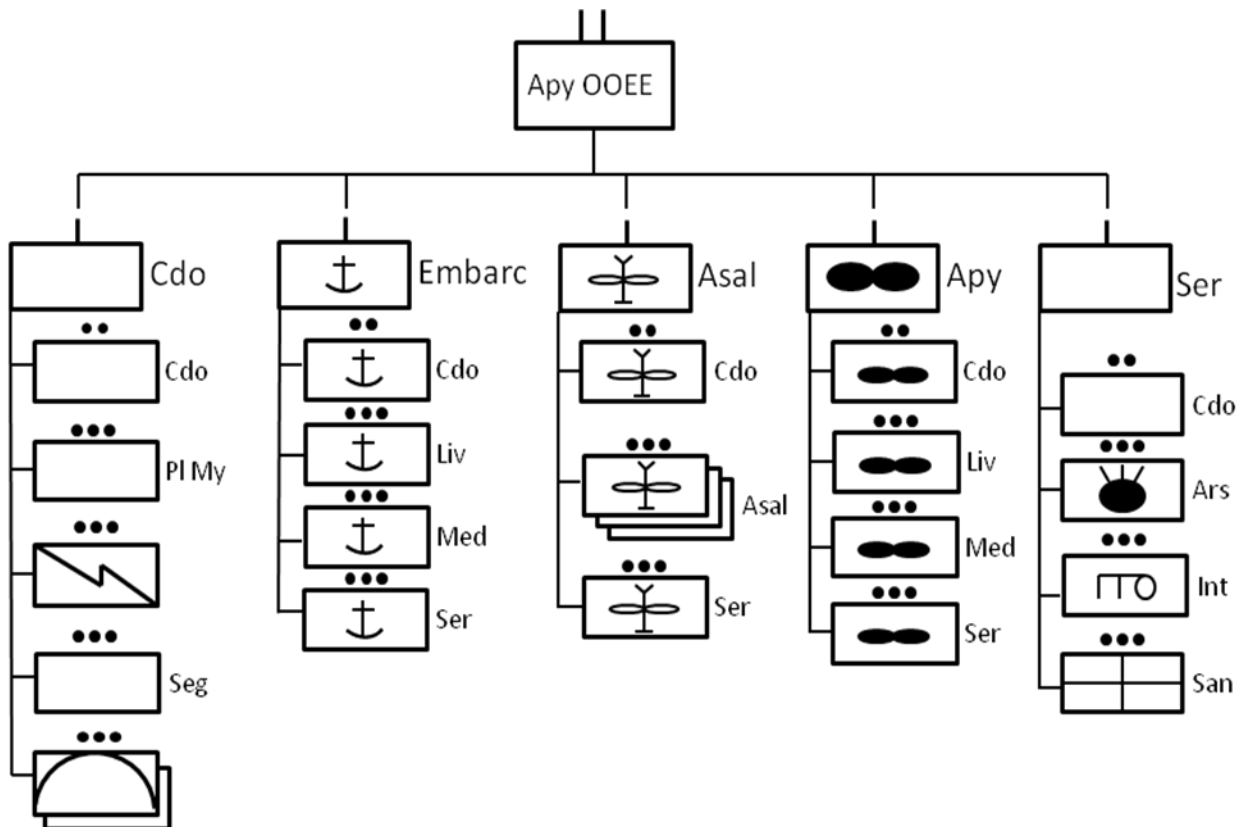 Apy OOEE
Cdo
Embarc
Asal
Apy
Ser
Cdo
Pl My
Seg
Cdo
Liv
Med
Ser
Cdo
Asal
Ser
Cdo
Liv
Med
Ser
Cdo
Ars
Int
San